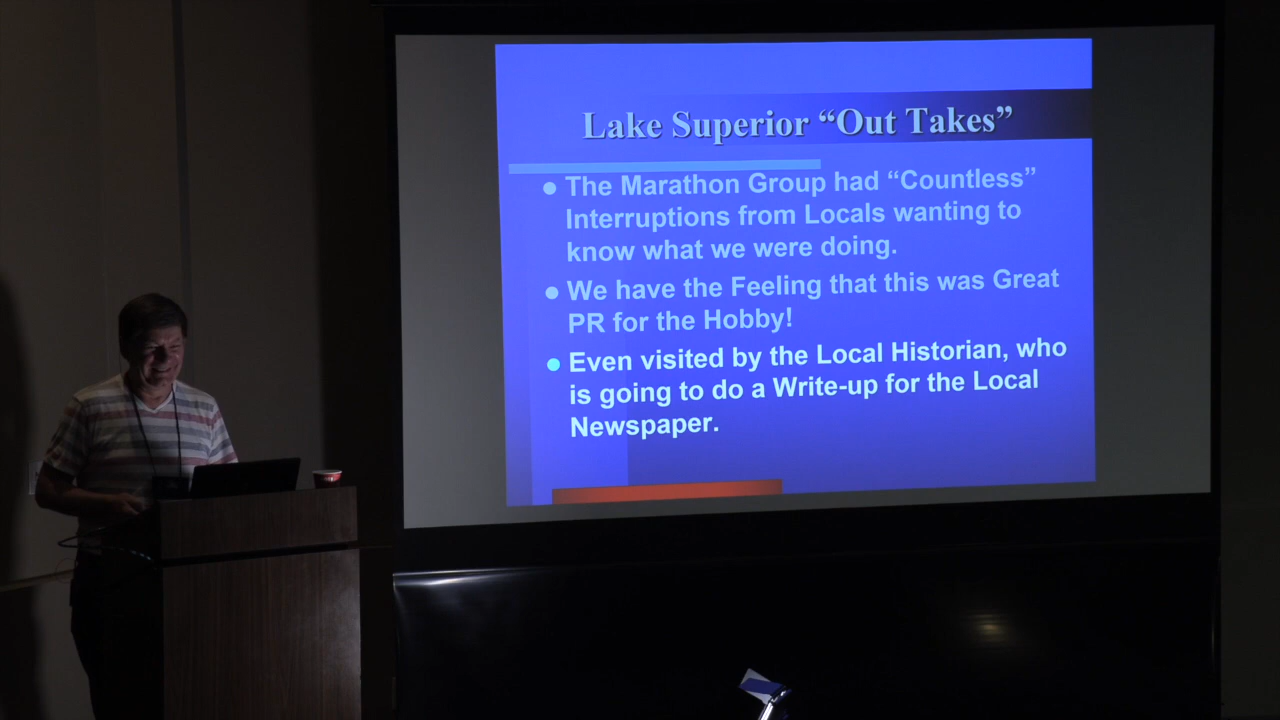 Lake Superior “Out Takes”
● The Marathon Group had “Countless”
Interruptions from Locals wanting to
know what we were doing.
● We have the Feeling that this was Great
PR for the Hobby!
● Even visited by the Local Historian, who
is going to do a Write-up for the Local
Newspaper.